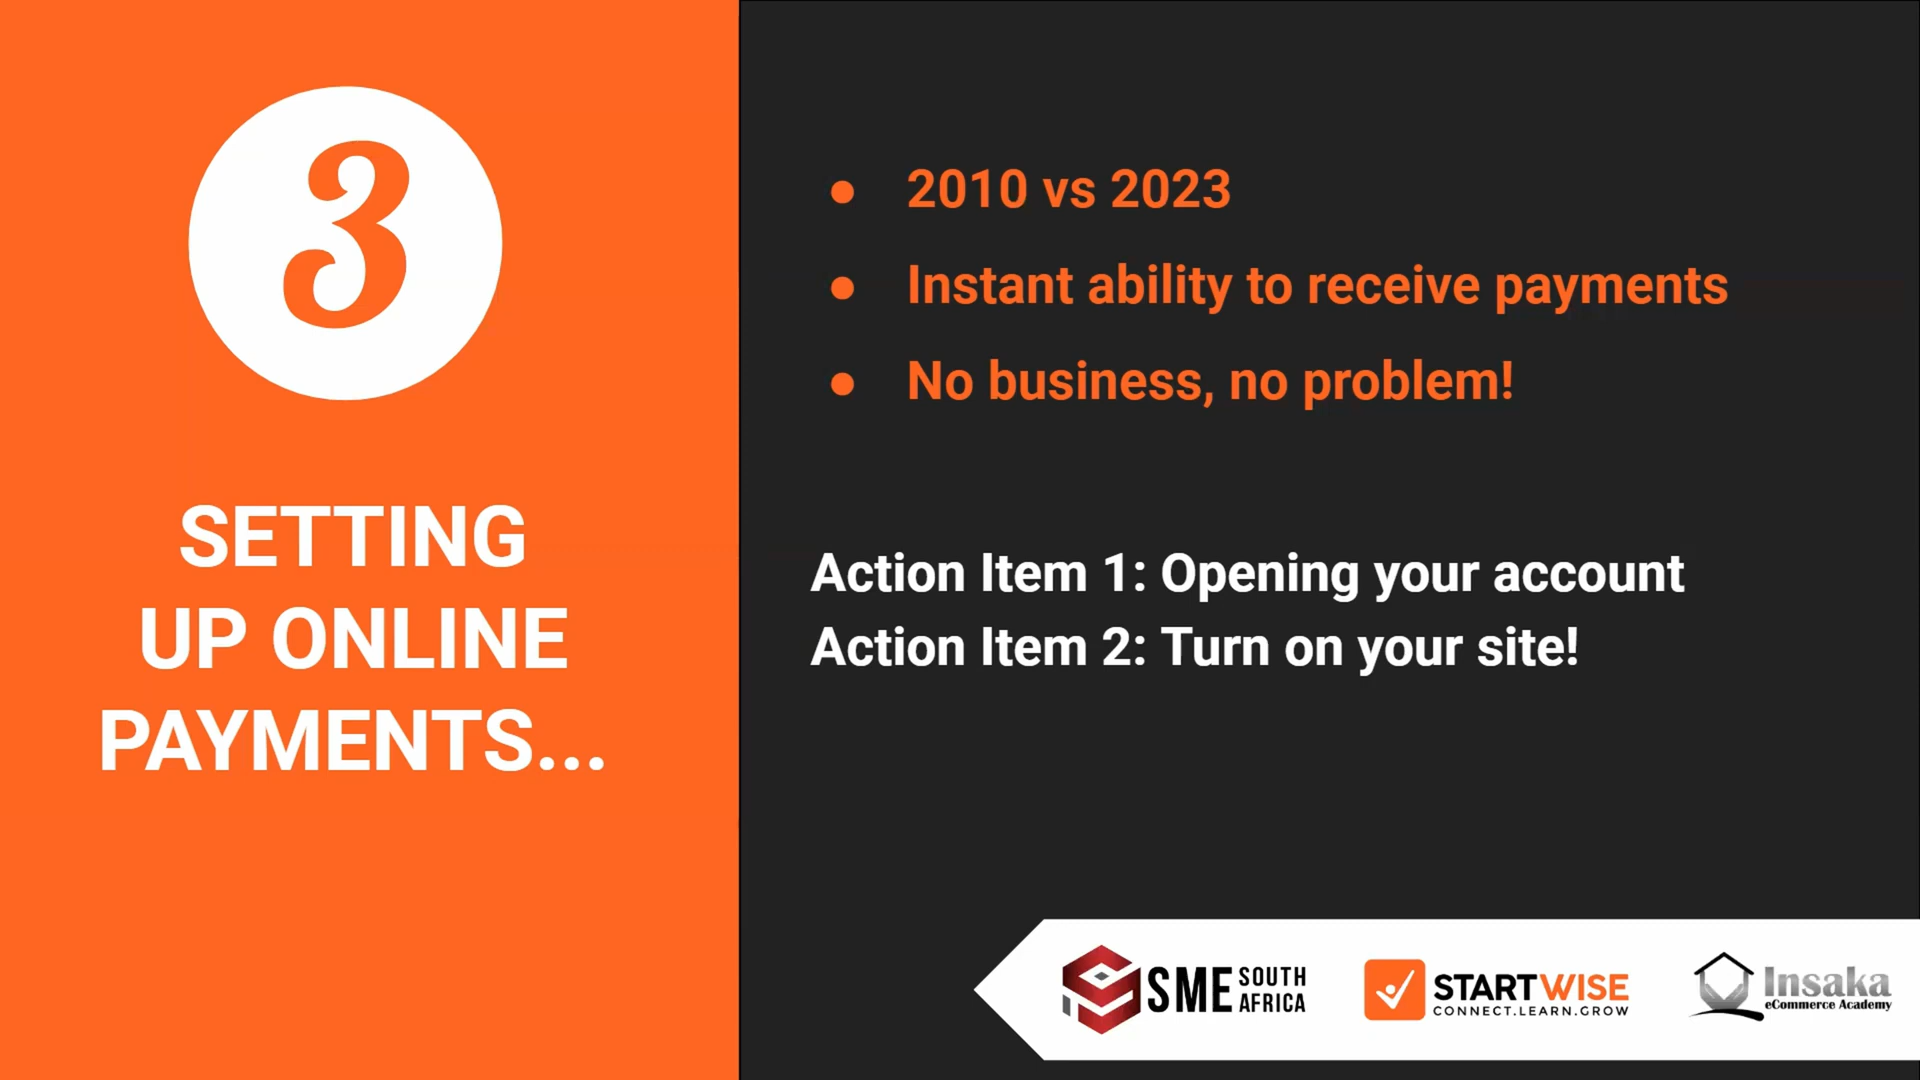 3
SETTING
UP ONLINE
PAYMENTS...
● 2010 vs 2023
● Instant ability to receive payments
● No business, no problem!
Action Item 1: Opening your account
Action Item 2: Turn on your site!
SME SOUTH AFRICA
STARTWISE
CONNECT.LEARN.GROW
Insaka
eCommerce Academy